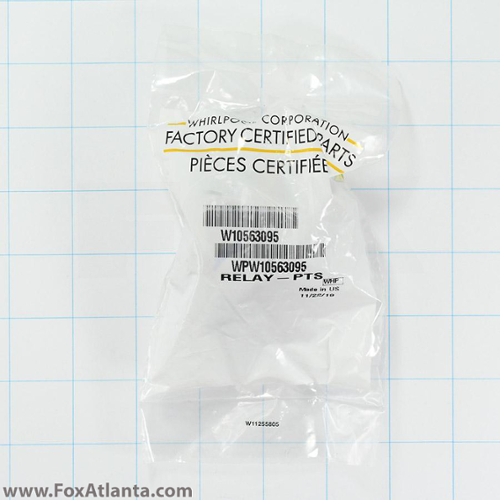 WHIRLPOOL CORPORATION
FACTORY CERTIFIED PARTS
PIÈCES CERTIFIÉE
W10563095
WPW10563095
RELAY-PTS
WHF
Made in US
W11255805
www.FoxAtlanta.com